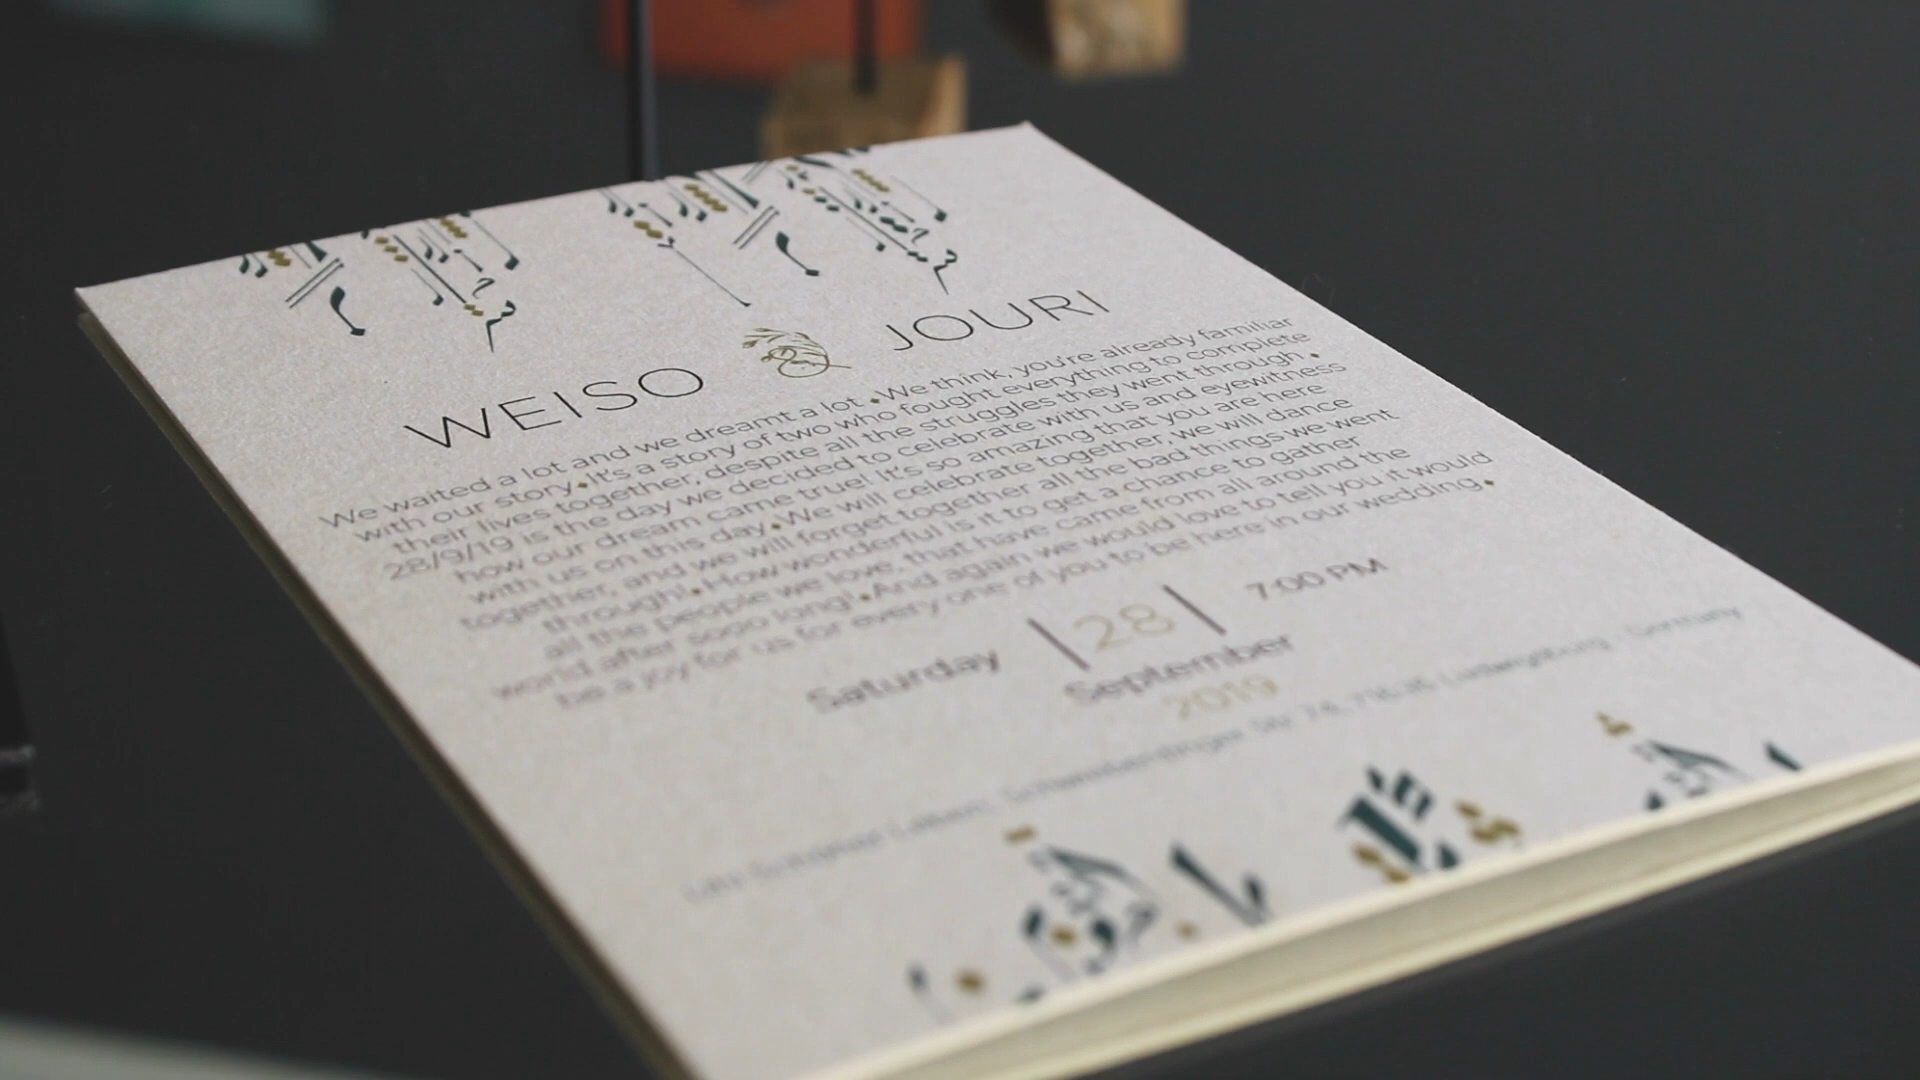 WEISO & JOURI
We waited a lot and we dreamt a lot ⬥We think, you're already familiar
with our story⬥It's a story of two who fought everything to complete
their lives together, despite all the struggles they went through ⬥
28/9/19 is the day we decided to celebrate with us and eyewitness
how our dream came true! It's so amazing that you are here
with us on this day⬥We will celebrate together, we will dance
together, and we will forget together all the bad things we went
through!⬥How wonderful is it to get a chance to gather
all the people we love, that have came from all around the
world after sooo long!⬥And again we would love to tell you it would
be a joy for us for every one of you to be here in our wedding⬥
Saturday | 28 | 7:00 PM
September
2019
Schwieberdinger Str 74, 71636 Ludwigsburg, Germany